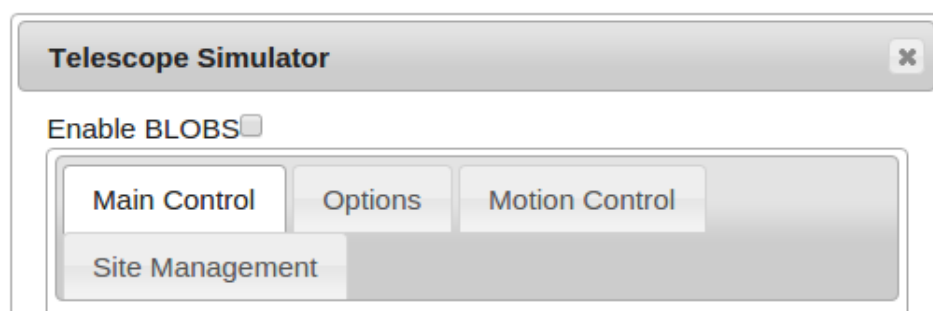 Telescope Simulator
Enable BLOBS
Main Control Options Motion Control
Site Management